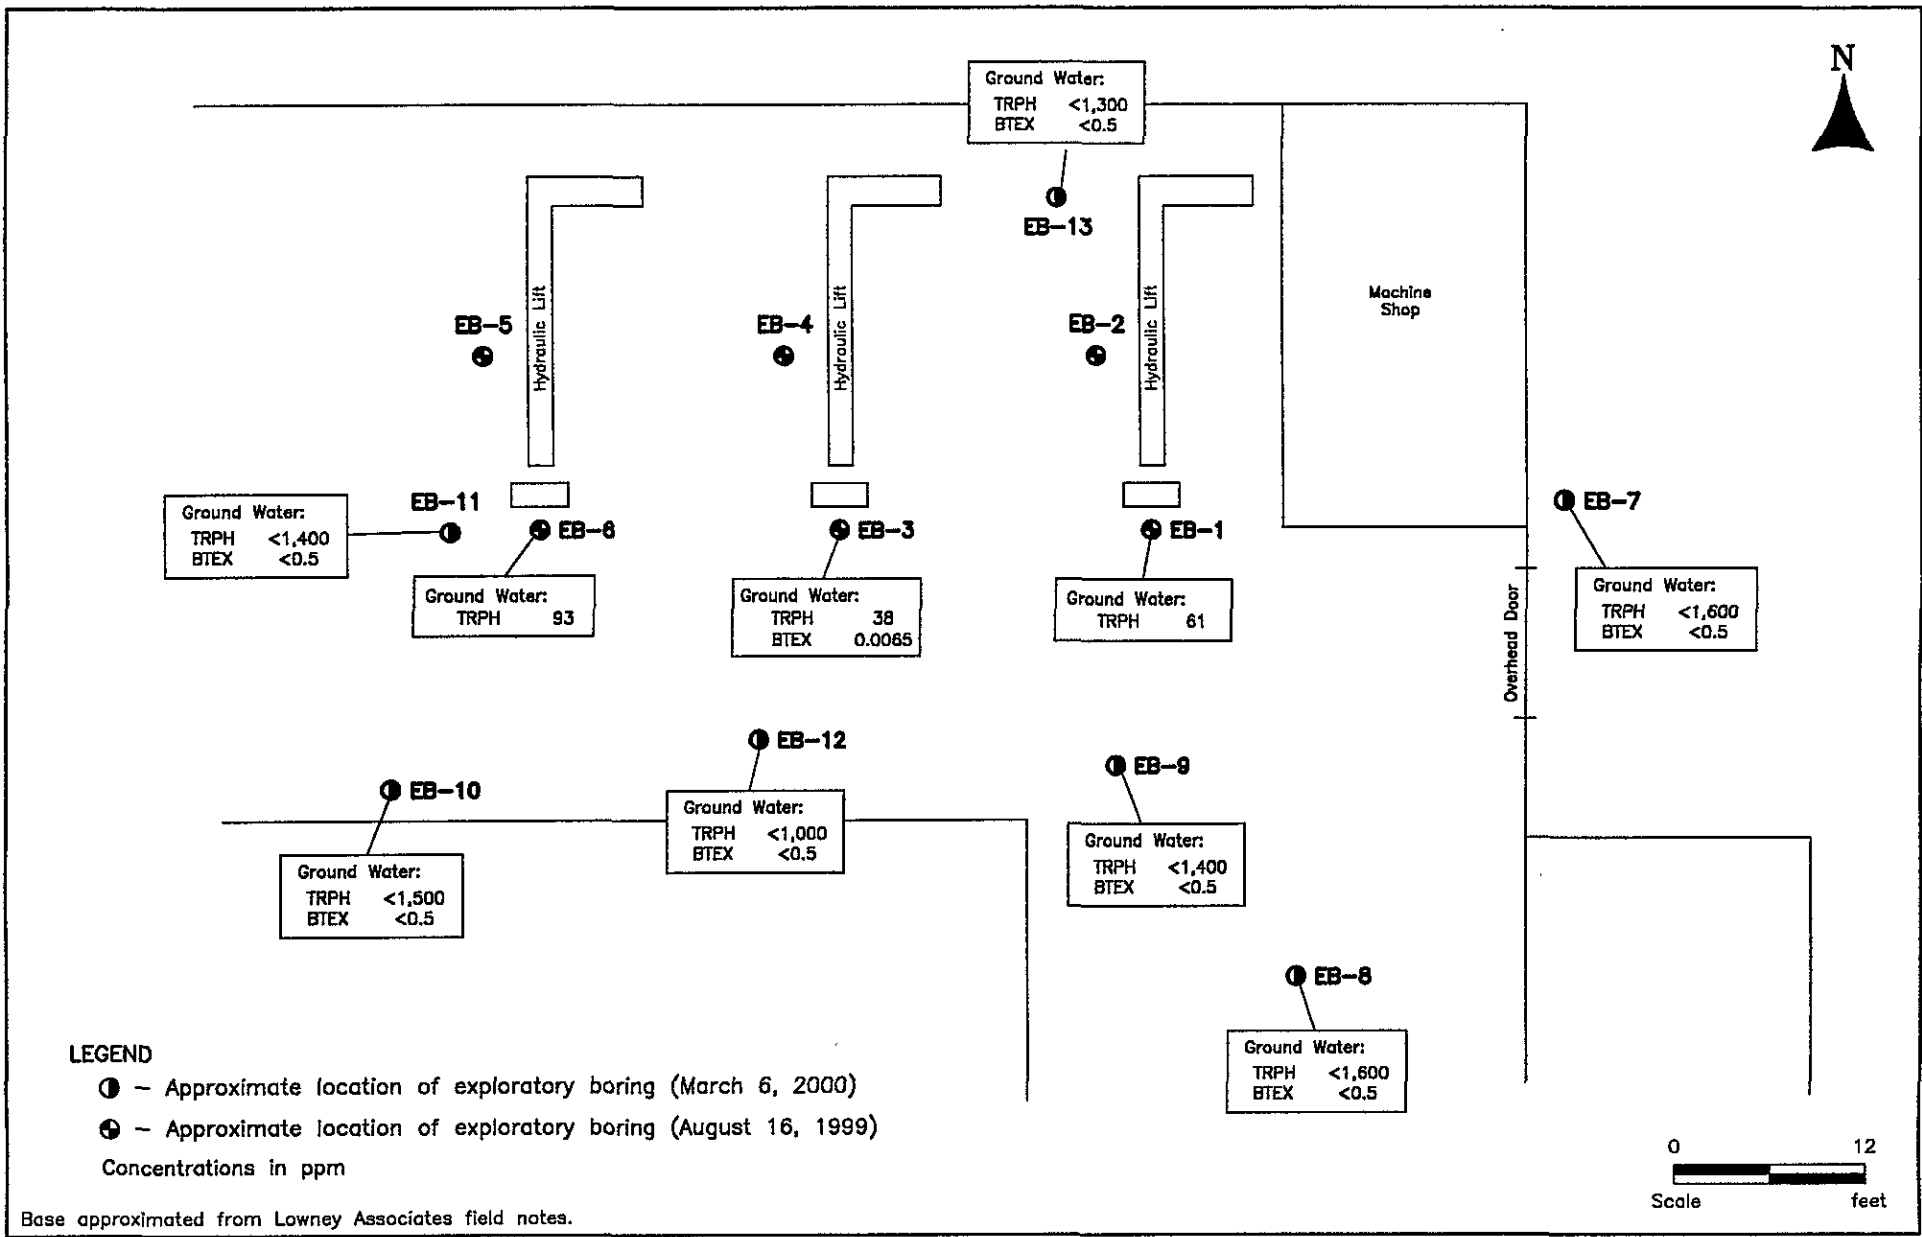 N
Ground Water:
TRPH <1,300
BTEX <0.5
EB-13
Machine
Shop
EB-5
Hydraulic Lift
EB-4
Hydraulic Lift
EB-2
Hydraulic Lift
EB-11
Ground Water:
TRPH <1,400
BTEX <0.5
EB-6
Ground Water:
TRPH 93
EB-3
Ground Water:
TRPH 38
BTEX 0.0065
EB-1
Ground Water:
TRPH 61
EB-7
Ground Water:
TRPH <1,600
BTEX <0.5
Overhead Door
EB-12
Ground Water:
TRPH <1,000
BTEX <0.5
EB-9
Ground Water:
TRPH <1,400
BTEX <0.5
EB-10
Ground Water:
TRPH <1,500
BTEX <0.5
EB-8
Ground Water:
TRPH <1,600
BTEX <0.5
LEGEND
– Approximate location of exploratory boring (March 6, 2000)
– Approximate location of exploratory boring (August 16, 1999)
Concentrations in ppm
0 12
Scale feet
Base approximated from Lowney Associates field notes.